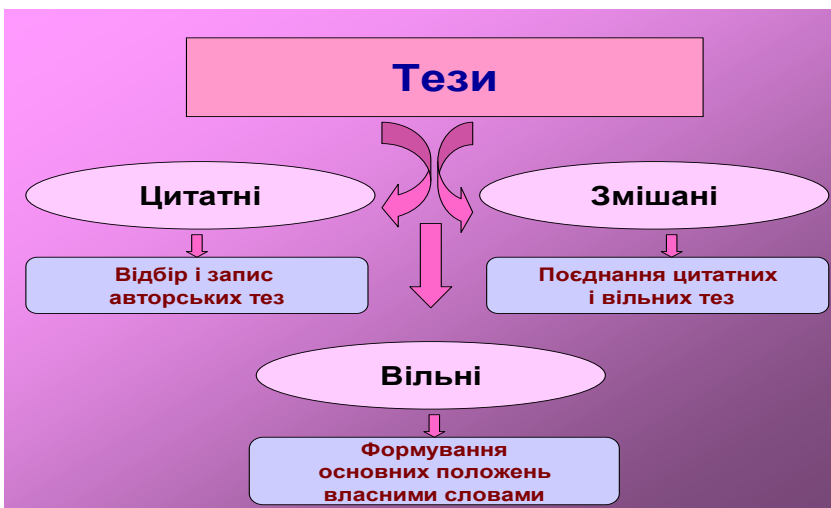 Тези
Цитатні
Змішані
Відбір і запис
авторських тез
Поєднання цитатних
і вільних тез
Вільні
Формування
основних положень
власними словами